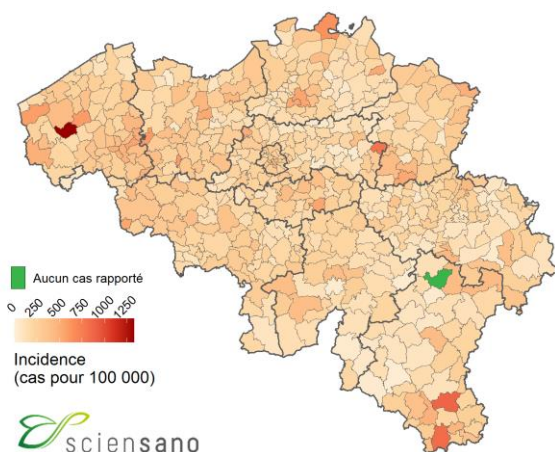 Aucun cas rapporté
0 250 500 750 1000 1250
Incidence
(cas pour 100 000)
sciensano